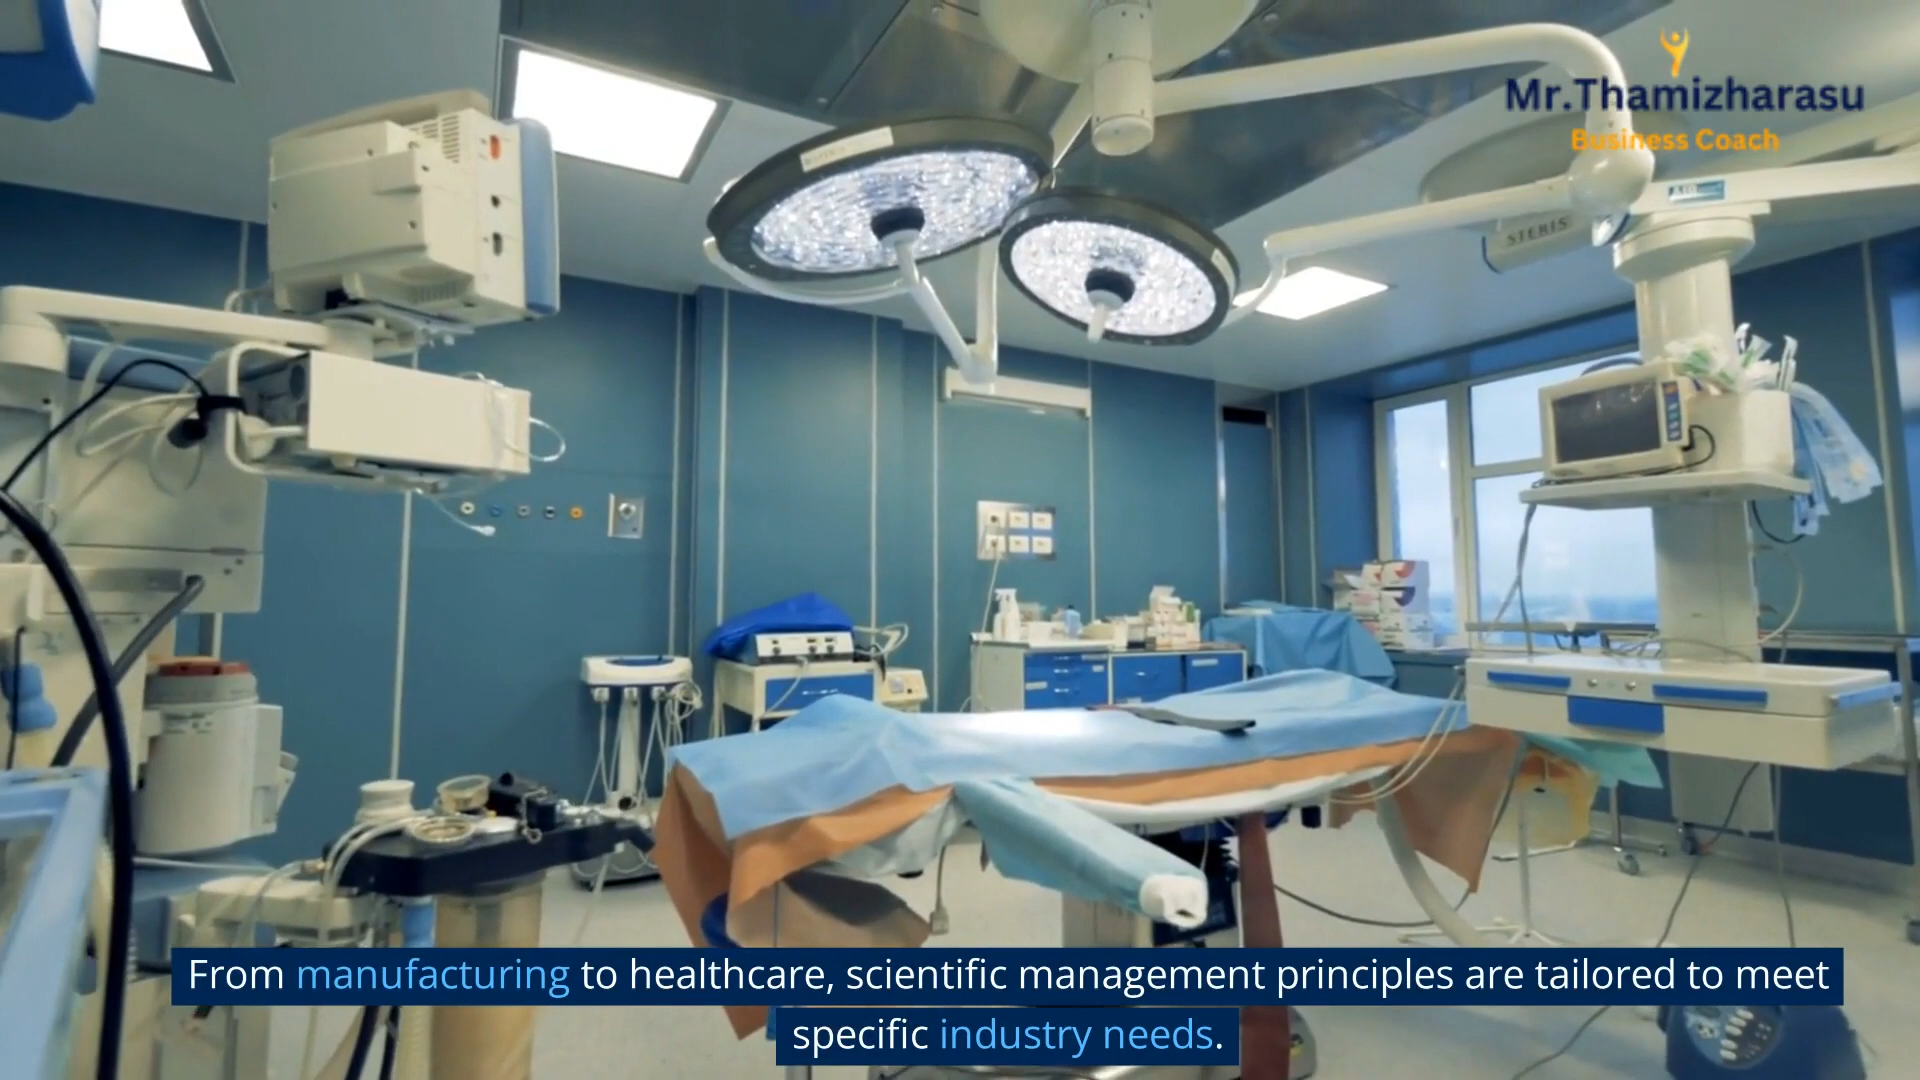 Mr.Thamizharasu
Business Coach
STERIS
From manufacturing to healthcare, scientific management principles are tailored to meet
specific industry needs.